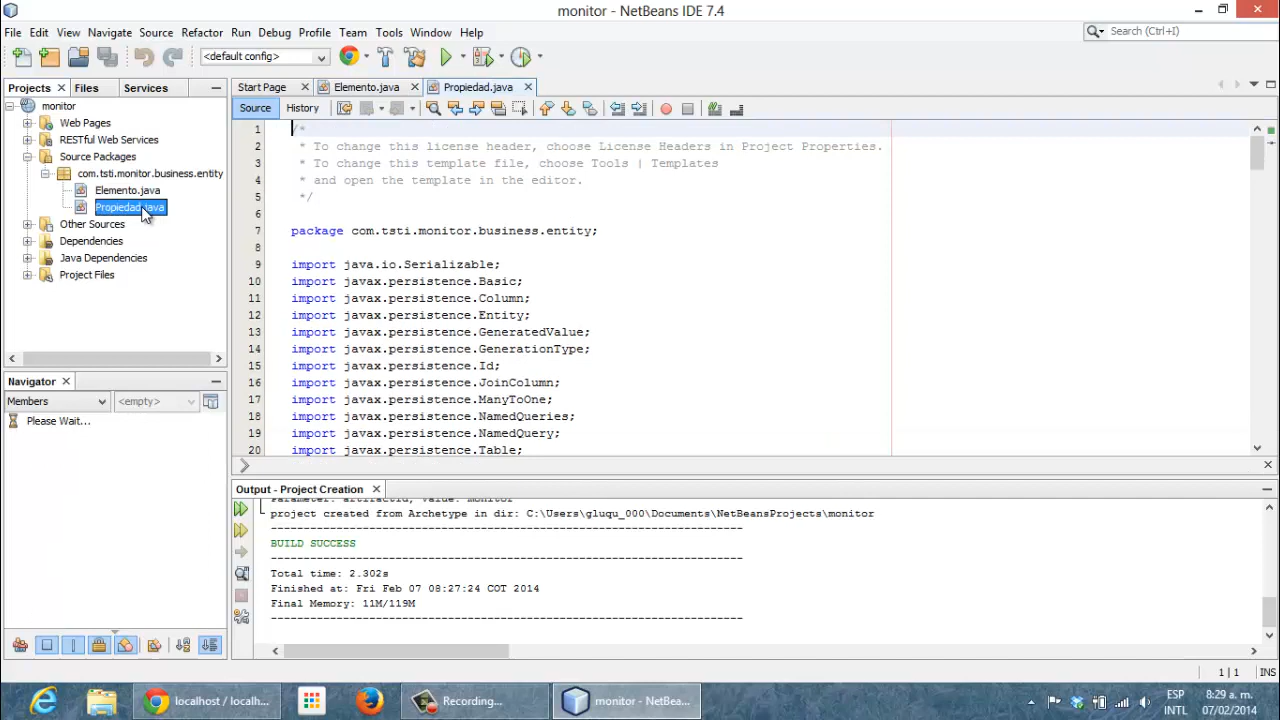 monitor - NetBeans IDE 7.4
File Edit View Navigate Source Refactor Run Debug Profile Team Tools Window Help
Search (Ctrl+I)
<default config>
Projects Files Services
monitor
Web Pages
RESTful Web Services
Source Packages
com.tsti.monitor.business.entity
Elemento.java
Propiedad.java
Other Sources
Dependencies
Java Dependencies
Project Files
Navigator
Members <empty>
Please Wait...
Start Page Elemento.java Propiedad.java
Source History
1 /*
2 * To change this license header, choose License Headers in Project Properties.
3 * To change this template file, choose Tools | Templates
4 * and open the template in the editor.
5 */
6
7 package com.tsti.monitor.business.entity;
8
9 import java.io.Serializable;
10 import javax.persistence.Basic;
11 import javax.persistence.Column;
12 import javax.persistence.Entity;
13 import javax.persistence.GeneratedValue;
14 import javax.persistence.GenerationType;
15 import javax.persistence.Id;
16 import javax.persistence.JoinColumn;
17 import javax.persistence.ManyToOne;
18 import javax.persistence.NamedQueries;
19 import javax.persistence.NamedQuery;
20 import javax.persistence.Table;
Output - Project Creation
Parameter: artifactId, Value: monitor
project created from Archetype in dir: C:\Users\gluqu_000\Documents\NetBeansProjects\monitor
------------------------------------------------------------------------
BUILD SUCCESS
------------------------------------------------------------------------
Total time: 2.302s
Finished at: Fri Feb 07 08:27:24 COT 2014
Final Memory: 11M/119M
------------------------------------------------------------------------
1 | 1 INS
localhost / localh...
Recording...
monitor - NetBea...
ESP
INTL
8:29 a. m.
07/02/2014